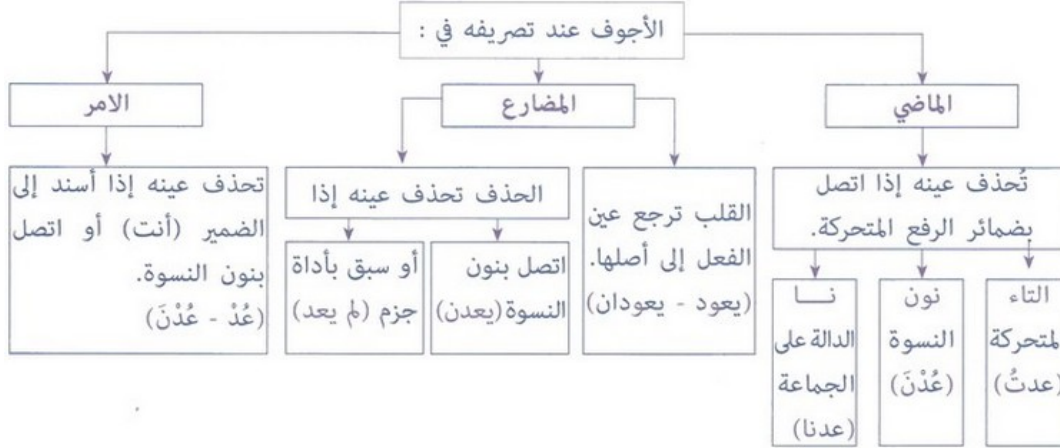 الأجوف عند تصريفه في :
الماضي
المضارع
الامر
تُحذف عينه إذا اتصل
بضمائر الرفع المتحركة.
التاء
المتحركة
(عدتُ)
نون
النسوة
(عُدْنَ)
نــا
الدالة على
الجماعة
(عدنا)
القلب ترجع عين
الفعل إلى أصلها.
(يعود - يعودان)
الحذف تحذف عينه إذا
اتصل بنون
النسوة(يعدن)
أو سبق بأداة
جزم (لم يعد)
تحذف عينه إذا أسند إلى
الضمير (أنت) أو اتصل
بنون النسوة.
(عُدْ - عُدْنَ)